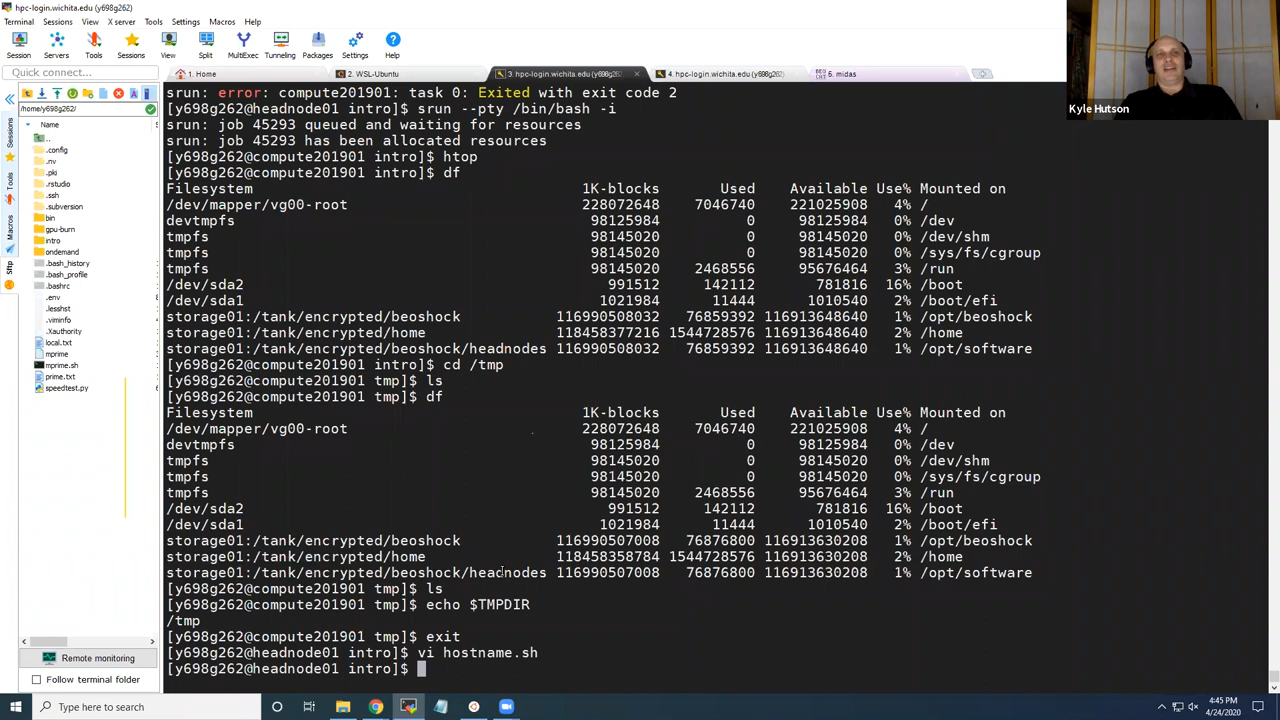 hpc-login.wichita.edu (y698g262)
Terminal Sessions View X server Tools Settings Macros Help
Session Servers Tools Sessions View Split MultiExec Tunneling Packages Settings Help
Quick connect...
1. Home
2. WSL-Ubuntu
3. hpc-login.wichita.edu (y698g262)
4. hpc-login.wichita.edu (y698g262)
5. midas
Kyle Hutson
/home/y698g262/
Name
..
.config
.nv
.pki
.rstudio
.ssh
.subversion
bin
gpu-burn
intro
ondemand
.bash_history
.bash_profile
.bashrc
.env
.lesshst
.viminfo
.Xauthority
local.txt
mprime
mprime.sh
prime.txt
speedtest.py
Sessions
Tools
Macros
Sftp
Remote monitoring
Follow terminal folder
srun: error: compute201901: task 0: Exited with exit code 2
[y698g262@headnode01 intro]$ srun --pty /bin/bash -i
srun: job 45293 queued and waiting for resources
srun: job 45293 has been allocated resources
[y698g262@compute201901 intro]$ htop
[y698g262@compute201901 intro]$ df
Filesystem 1K-blocks Used Available Use% Mounted on
/dev/mapper/vg00-root 228072648 7046740 221025908 4% /
devtmpfs 98125984 0 98125984 0% /dev
tmpfs 98145020 0 98145020 0% /dev/shm
tmpfs 98145020 0 98145020 0% /sys/fs/cgroup
tmpfs 98145020 2468556 95676464 3% /run
/dev/sda2 991512 142112 781816 16% /boot
/dev/sda1 1021984 11444 1010540 2% /boot/efi
storage01:/tank/encrypted/beoshock 116990508032 76859392 116913648640 1% /opt/beoshock
storage01:/tank/encrypted/home 118458377216 1544728576 116913648640 2% /home
storage01:/tank/encrypted/beoshock/headnodes 116990508032 76859392 116913648640 1% /opt/software
[y698g262@compute201901 intro]$ cd /tmp
[y698g262@compute201901 tmp]$ ls
[y698g262@compute201901 tmp]$ df
Filesystem 1K-blocks Used Available Use% Mounted on
/dev/mapper/vg00-root 228072648 7046740 221025908 4% /
devtmpfs 98125984 0 98125984 0% /dev
tmpfs 98145020 0 98145020 0% /dev/shm
tmpfs 98145020 0 98145020 0% /sys/fs/cgroup
tmpfs 98145020 2468556 95676464 3% /run
/dev/sda2 991512 142112 781816 16% /boot
/dev/sda1 1021984 11444 1010540 2% /boot/efi
storage01:/tank/encrypted/beoshock 116990507008 76876800 116913630208 1% /opt/beoshock
storage01:/tank/encrypted/home 118458358784 1544728576 116913630208 2% /home
storage01:/tank/encrypted/beoshock/headnodes 116990507008 76876800 116913630208 1% /opt/software
[y698g262@compute201901 tmp]$ ls
[y698g262@compute201901 tmp]$ echo $TMPDIR
/tmp
[y698g262@compute201901 tmp]$ exit
[y698g262@headnode01 intro]$ vi hostname.sh
[y698g262@headnode01 intro]$
Type here to search
4:45 PM
4/24/2020